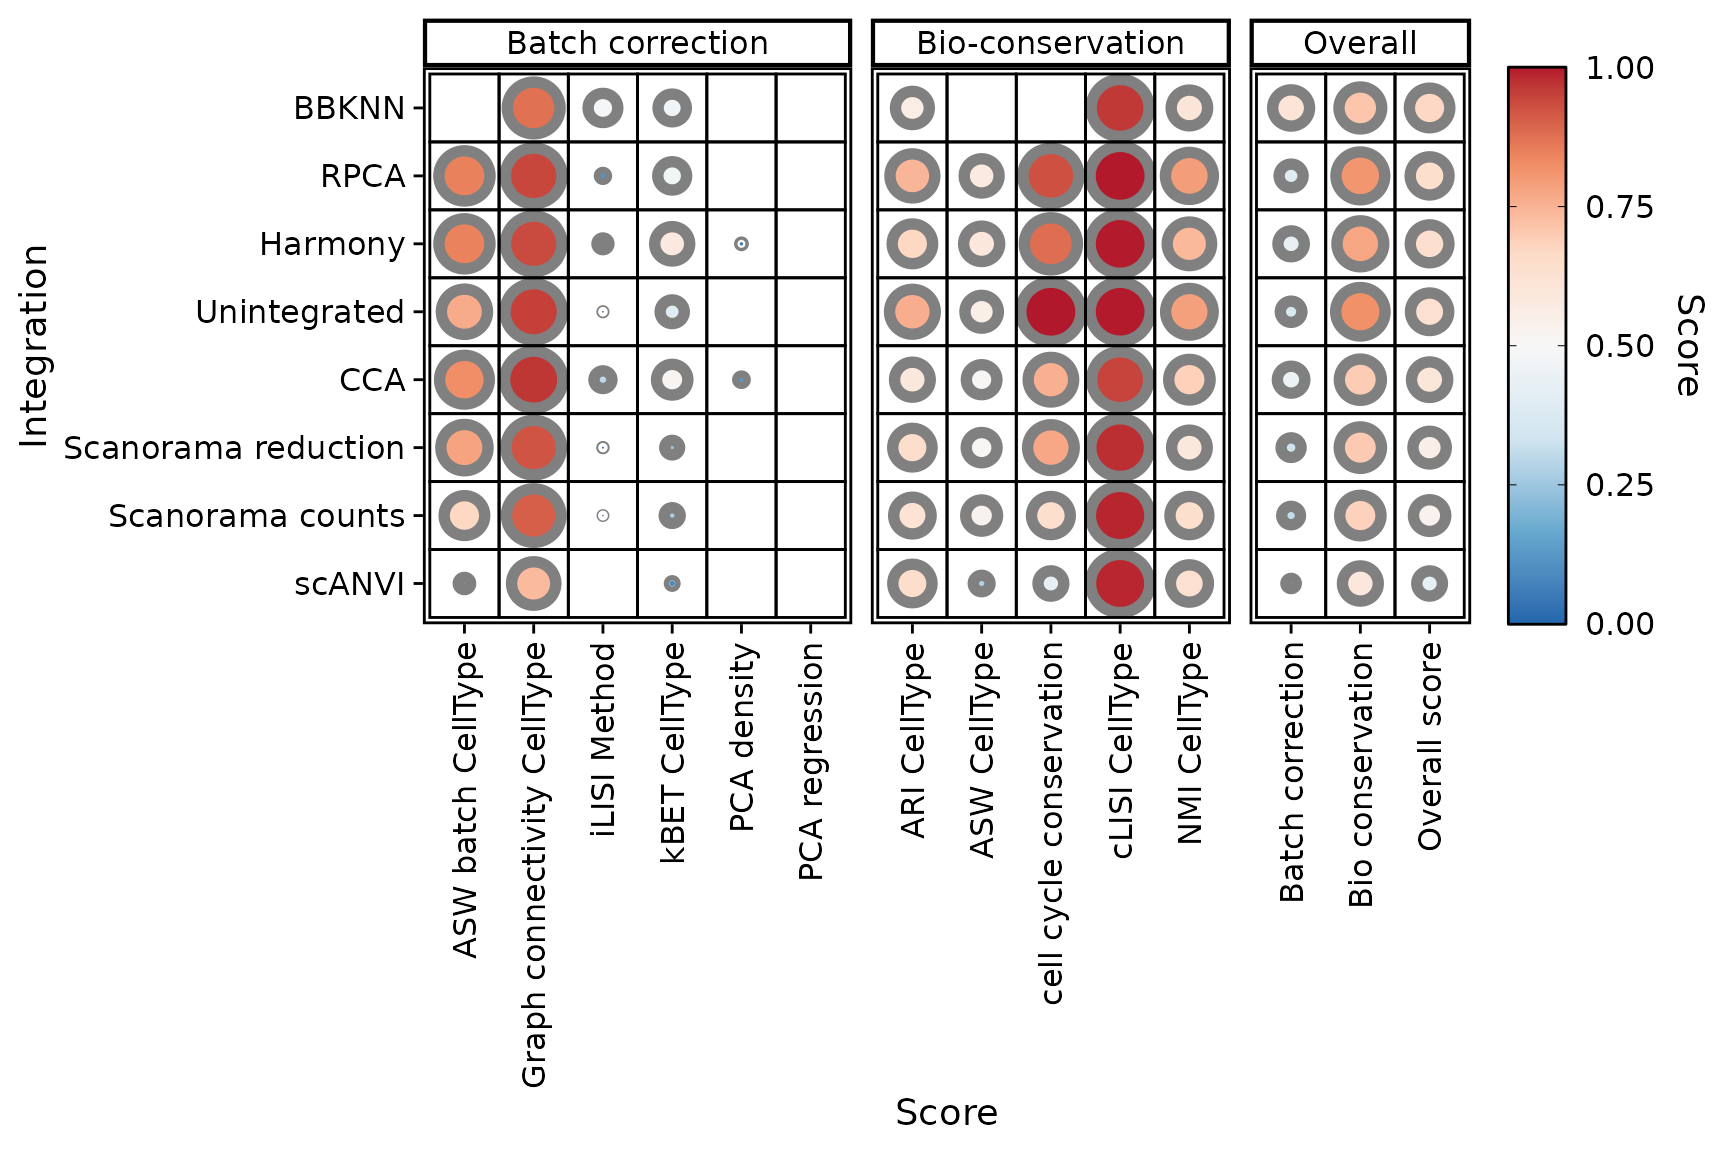 Batch correction
Bio-conservation
Overall
Integration
BBKNN
RPCA
Harmony
Unintegrated
CCA
Scanorama reduction
Scanorama counts
scANVI
ASW batch CellType
Graph connectivity CellType
iLISI Method
kBET CellType
PCA density
PCA regression
ARI CellType
ASW CellType
cell cycle conservation
cLISI CellType
NMI CellType
Batch correction
Bio conservation
Overall score
Score
1.00
0.75
0.50
0.25
0.00
Score